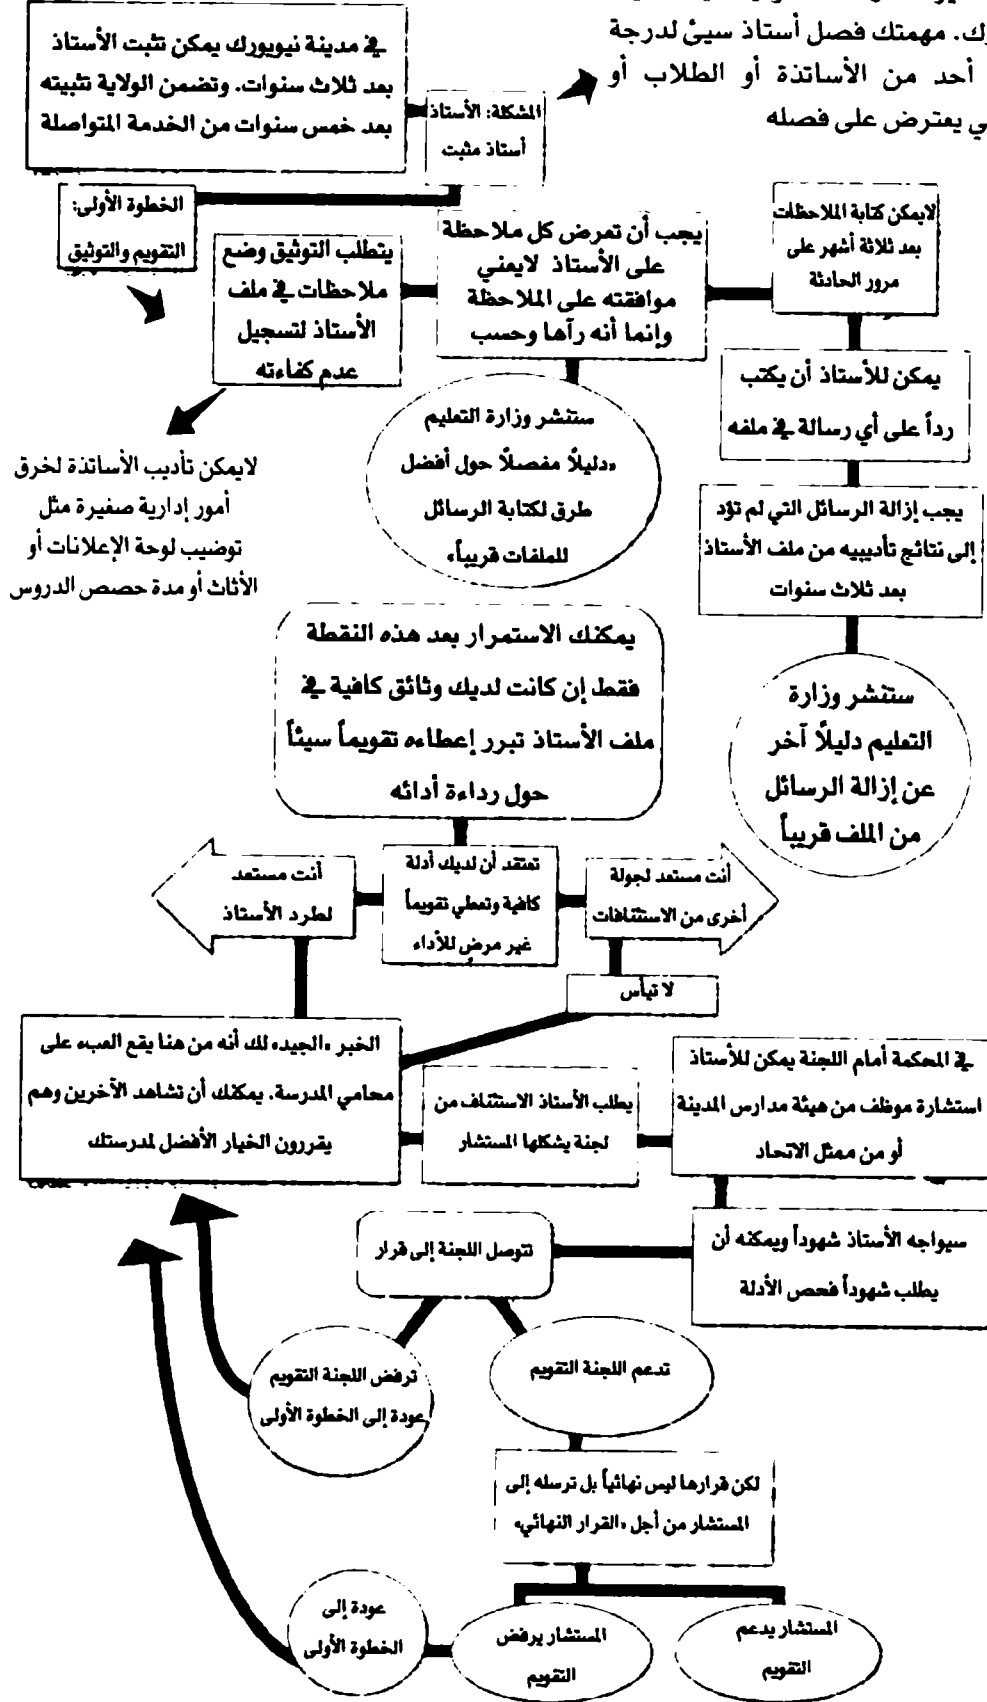 رك. مهمتك فصل أستاذ سيئ لدرجة
أحد من الأساتذة أو الطلاب أو
ي يعترض على فصله
في مدينة نيويورك يمكن تثبت الأستاذ
بعد ثلاث سنوات. وتضمن الولاية تثبيته
بعد خمس سنوات من الخدمة المتواصلة
المشكلة: الأستاذ
أستاذ مثبت
الخطوة الأولى:
التقويم والتوثيق
يتطلب التوثيق وضع
ملاحظات في ملف
الأستاذ لتسجيل
عدم كفاءته
يجب أن تعرض كل ملاحظة
على الأستاذ لايعني
موافقته على الملاحظة
وإنما أنه رآها وحسب
لايمكن كتابة الملاحظات
بعد ثلاثة أشهر على
مرور الحادثة
يمكن للأستاذ أن يكتب
رداً على أي رسالة في ملفه
ستنشر وزارة التعليم
«دليلاً مفصلاً حول أفضل
طرق لكتابة الرسائل
للملفات قريباً»
لايمكن تأديب الأساتذة لخرق
أمور إدارية صغيرة مثل
توضيب لوحة الإعلانات أو
الأثاث أو مدة حصص الدروس
يجب إزالة الرسائل التي لم تؤد
إلى نتائج تأديبيه من ملف الأستاذ
بعد ثلاث سنوات
ستنشر وزارة
التعليم دليلاً آخر
عن إزالة الرسائل
من الملف قريباً
يمكنك الاستمرار بعد هذه النقطة
فقط إن كانت لديك وثائق كافية في
ملف الأستاذ تبرر إعطاءه تقويماً سيئاً
حول رداءة أدائه
تعتقد أن لديك أدلة
كافية وتعطي تقويماً
غير مرض للأداء
أنت مستعد لجولة
أخرى من الاستئنافات
أنت مستعد
لطرد الأستاذ
لا تيأس
الخبر «الجيد» لك أنه من هنا يقع العبء على
محامي المدرسة. يمكنك أن تشاهد الآخرين وهم
يقررون الخيار الأفضل لمدرستك
يطلب الأستاذ الاستئناف من
لجنة يشكلها المستشار
في المحكمة أمام اللجنة يمكن للأستاذ
استشارة موظف من هيئة مدارس المدينة
أو من ممثل الاتحاد
سيواجه الأستاذ شهوداً ويمكنه أن
يطلب شهوداً فحص الأدلة
تتوصل اللجنة إلى قرار
ترفض اللجنة التقويم
عودة إلى الخطوة الأولى
تدعم اللجنة التقويم
لكن قرارها ليس نهائياً بل ترسله إلى
المستشار من أجل «القرار النهائي»
المستشار يدعم
التقويم
المستشار يرفض
التقويم
عودة إلى
الخطوة الأولى